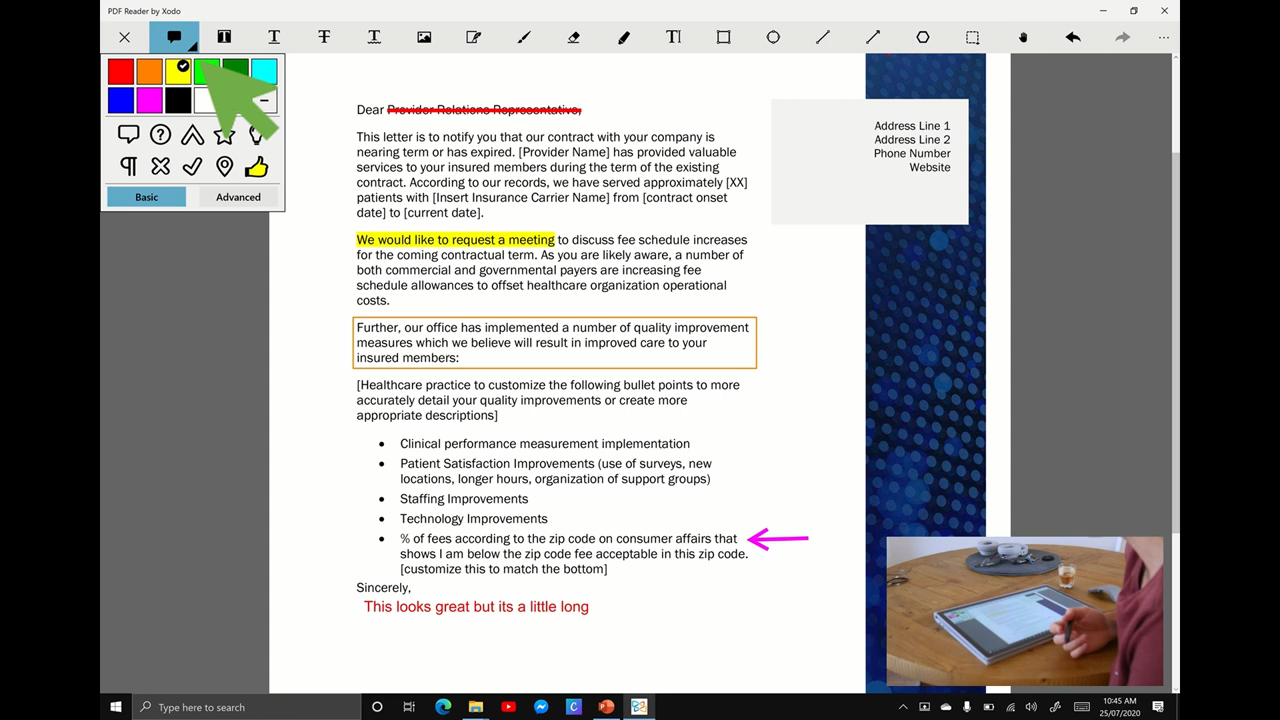 PDF Reader by Xodo
Basic
Advanced
Dear Provider Relations Representative,
This letter is to notify you that our contract with your company is
nearing term or has expired. [Provider Name] has provided valuable
services to your insured members during the term of the existing
contract. According to our records, we have served approximately [XX]
patients with [Insert Insurance Carrier Name] from [contract onset
date] to [current date].
We would like to request a meeting to discuss fee schedule increases
for the coming contractual term. As you are likely aware, a number of
both commercial and governmental payers are increasing fee
schedule allowances to offset healthcare organization operational
costs.
Further, our office has implemented a number of quality improvement
measures which we believe will result in improved care to your
insured members:
[Healthcare practice to customize the following bullet points to more
accurately detail your quality improvements or create more
appropriate descriptions]
• Clinical performance measurement implementation
• Patient Satisfaction Improvements (use of surveys, new
locations, longer hours, organization of support groups)
• Staffing Improvements
• Technology Improvements
• % of fees according to the zip code on consumer affairs that
shows I am below the zip code fee acceptable in this zip code.
[customize this to match the bottom]
Sincerely,
This looks great but its a little long
Address Line 1
Address Line 2
Phone Number
Website
Type here to search
10:45 AM
25/07/2020